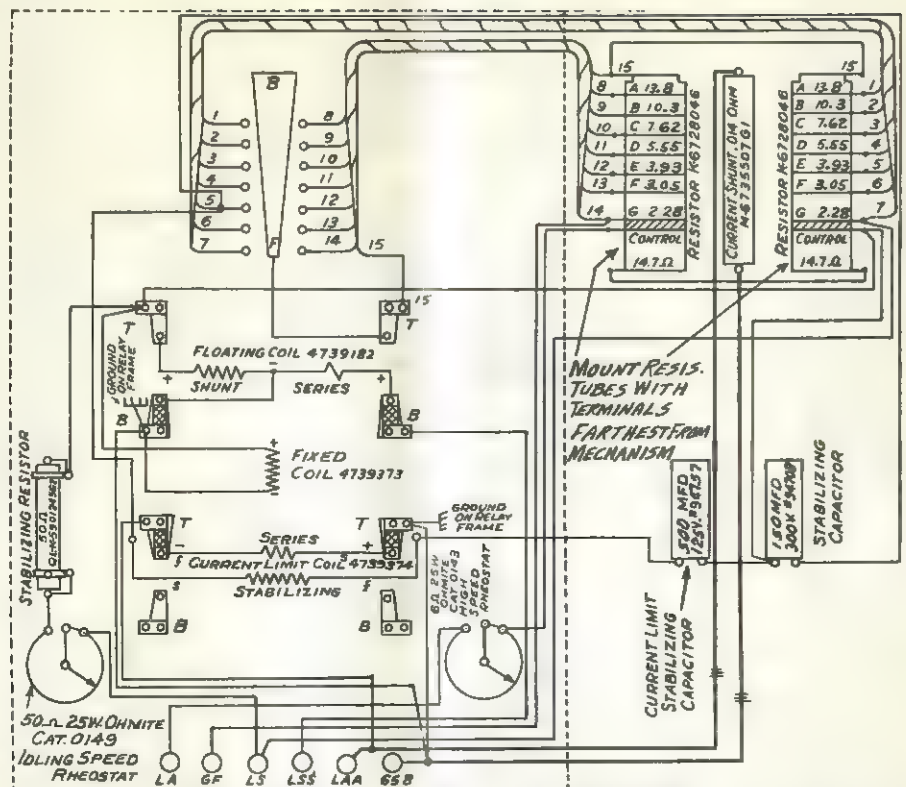 15
15
8
A 13.8
9
B 10.3
10
C 7.62
11
D 5.55
12
E 3.93
13
F 3.05
14
G 2.28
CONTROL
14.7Ω
RESISTOR K-6728046
CURRENT SHUNT .014 OHM
M-6735507G1
RESISTOR K6728046
A 13.8
1
B 10.3
2
C 7.62
3
D 5.55
4
E 3.93
5
F 3.05
6
G 2.28
7
CONTROL
14.7Ω
B
F
1
2
3
4
5
6
7
8
9
10
11
12
13
14
15
T
15
T
FLOATING COIL 4739182
SHUNT
SERIES
+
-
+
GROUND
ON RELAY
FRAME
B
B
FIXED
COIL 4739373
+
-
MOUNT RESIS.
TUBES WITH
TERMINALS
FARTHEST FROM
MECHANISM
STABILIZING RESISTOR
50Ω
T
T
GROUND
ON RELAY
FRAME
SERIES
-
+
CURRENT LIMIT COIL 4739374
STABILIZING
B
B
6Ω 25W
OHMITE
CAT 0143
HIGH
SPEED
RHEOSTAT
500 MFD
125V.
150 MFD
STABILIZING
CAPACITOR
CURRENT LIMIT
STABILIZING
CAPACITOR
50Ω 25W. OHMITE
CAT. 0149
IDLING SPEED
RHEOSTAT
LA
GF
LS
LSS
LAA
GSB